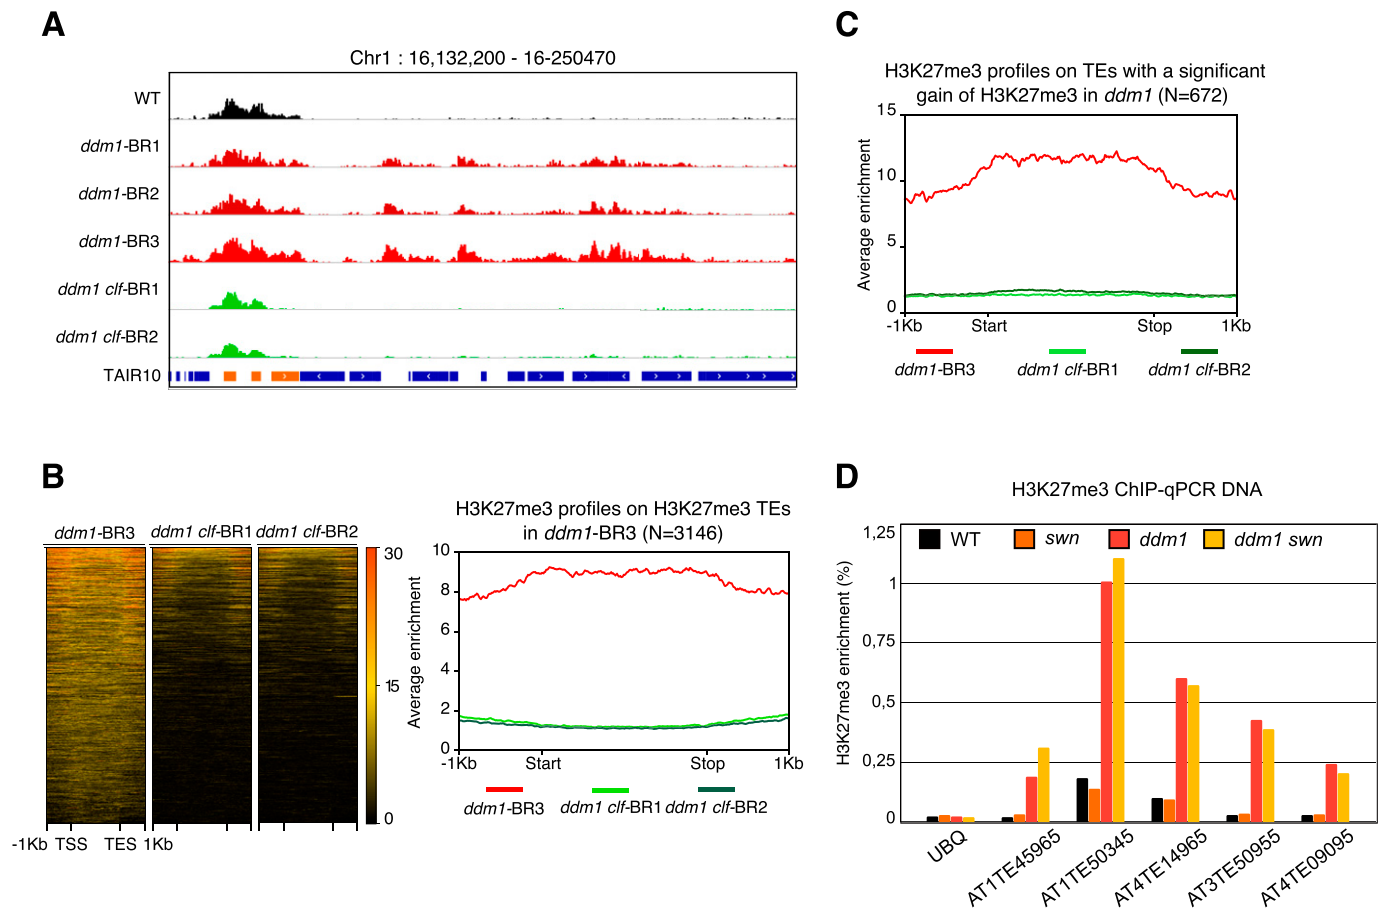 A
Chr1 : 16,132,200 - 16-250470
WT
ddm1-BR1
ddm1-BR2
ddm1-BR3
ddm1 clf-BR1
ddm1 clf-BR2
TAIR10
B
ddm1-BR3 ddm1 clf-BR1 ddm1 clf-BR2
30
15
0
-1Kb TSS TES 1Kb
H3K27me3 profiles on H3K27me3 TEs
in ddm1-BR3 (N=3146)
Average enrichment
10
8
6
4
2
0
-1Kb Start Stop 1Kb
ddm1-BR3 ddm1 clf-BR1 ddm1 clf-BR2
C
H3K27me3 profiles on TEs with a significant
gain of H3K27me3 in ddm1 (N=672)
Average enrichment
15
10
5
0
-1Kb Start Stop 1Kb
ddm1-BR3 ddm1 clf-BR1 ddm1 clf-BR2
D
H3K27me3 ChIP-qPCR DNA
H3K27me3 enrichment (%)
1,25
1
0,75
0,5
0,25
0
WT swn ddm1 ddm1 swn
UBQ
AT1TE45965
AT1TE50345
AT4TE14965
AT3TE50955
AT4TE09095